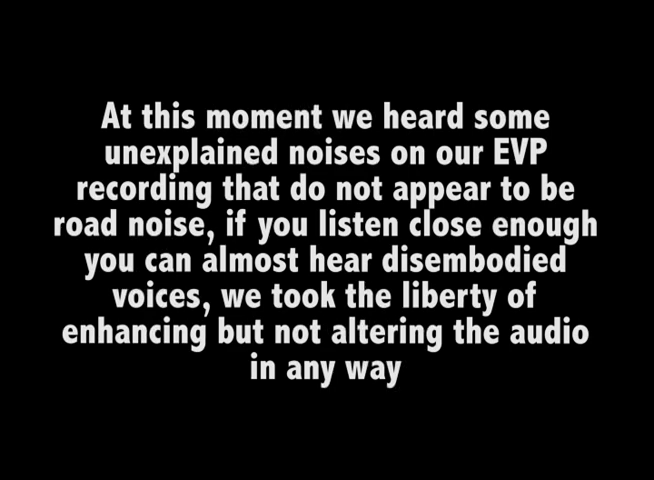 At this moment we heard some
unexplained noises on our EVP
recording that do not appear to be
road noise, if you listen close enough
you can almost hear disembodied
voices, we took the liberty of
enhancing but not altering the audio
in any way